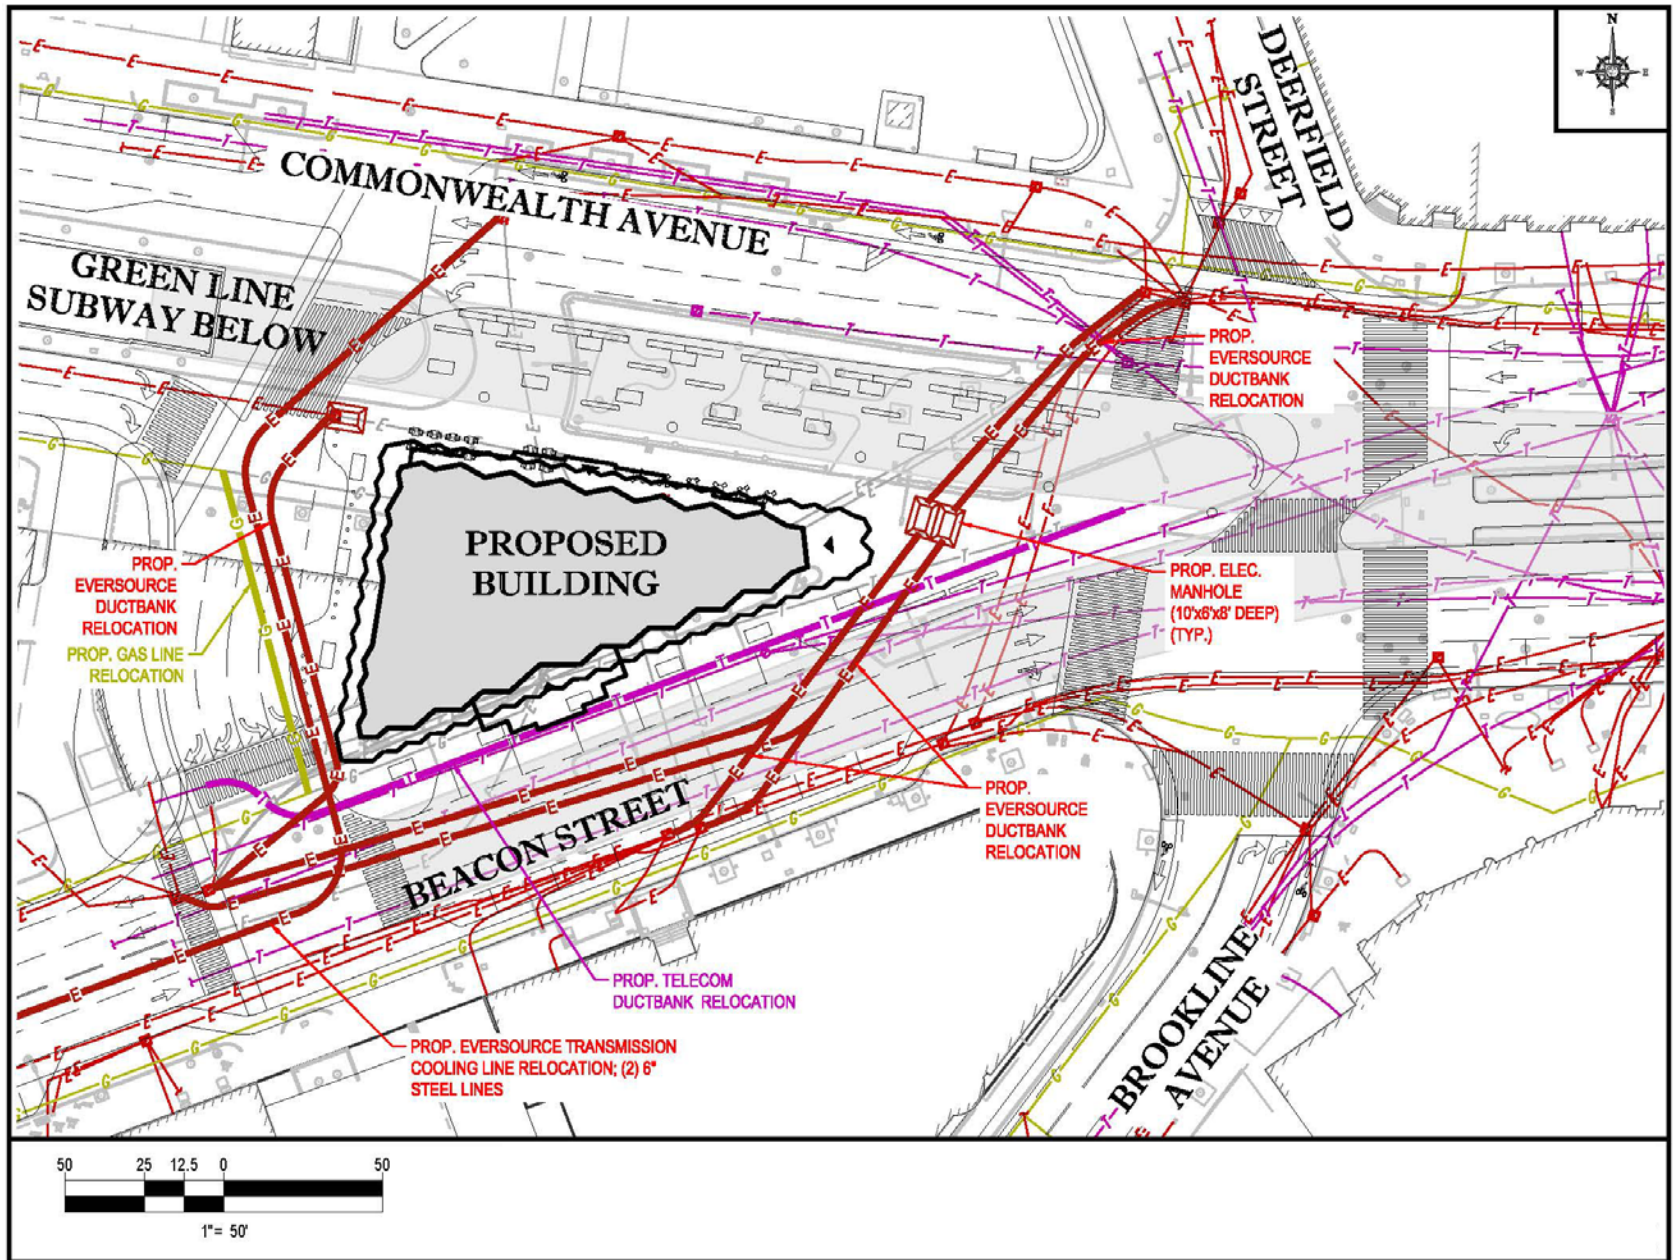 N
W
E
S
DEERFIELD
STREET
COMMONWEALTH AVENUE
GREEN LINE
SUBWAY BELOW
PROP.
EVERSOURCE
DUCTBANK
RELOCATION
PROPOSED
BUILDING
PROP.
EVERSOURCE
DUCTBANK
RELOCATION
PROP. GAS LINE
RELOCATION
PROP. ELEC.
MANHOLE
(10'x6'x8' DEEP)
(TYP.)
PROP.
EVERSOURCE
DUCTBANK
RELOCATION
BEACON STREET
PROP. TELECOM
DUCTBANK RELOCATION
PROP. EVERSOURCE TRANSMISSION
COOLING LINE RELOCATION; (2) 6"
STEEL LINES
BROOKLINE
AVENUE
50 25 12.5 0 50
1"= 50'